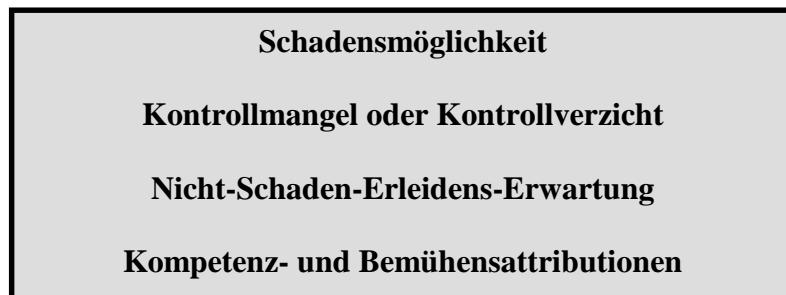 Schadensmöglichkeit
Kontrollmangel oder Kontrollverzicht
Nicht-Schaden-Erleidens-Erwartung
Kompetenz- und Bemühensattributionen